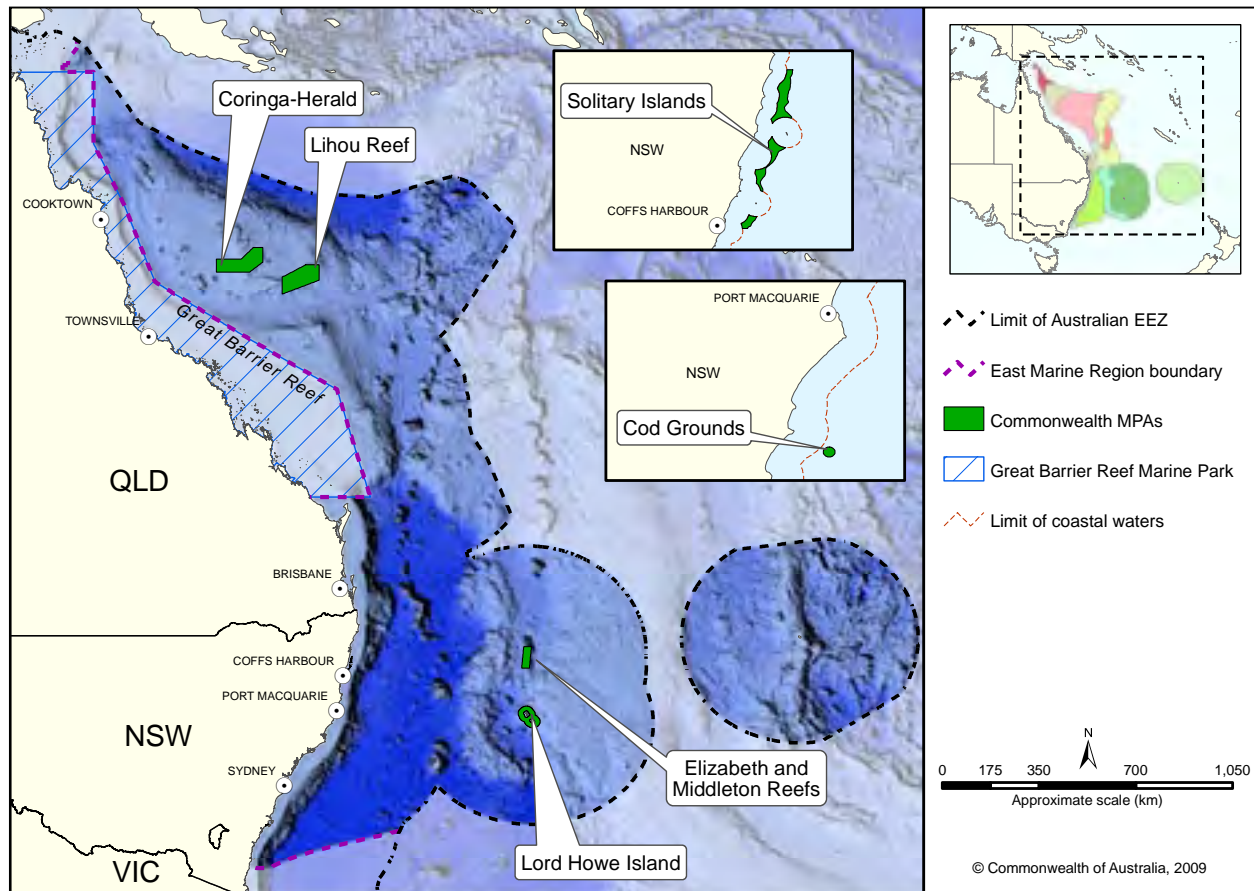 Coringa-Herald
Lihou Reef
COOKTOWN
TOWNSVILLE
Great Barrier Reef
QLD
BRISBANE
COFFS HARBOUR
PORT MACQUARIE
NSW
SYDNEY
VIC
Elizabeth and
Middleton Reefs
Lord Howe Island
Solitary Islands
NSW
COFFS HARBOUR
PORT MACQUARIE
NSW
Cod Grounds
Limit of Australian EEZ
East Marine Region boundary
Commonwealth MPAs
Great Barrier Reef Marine Park
Limit of coastal waters
N
0 175 350 700 1,050
Approximate scale (km)
© Commonwealth of Australia, 2009